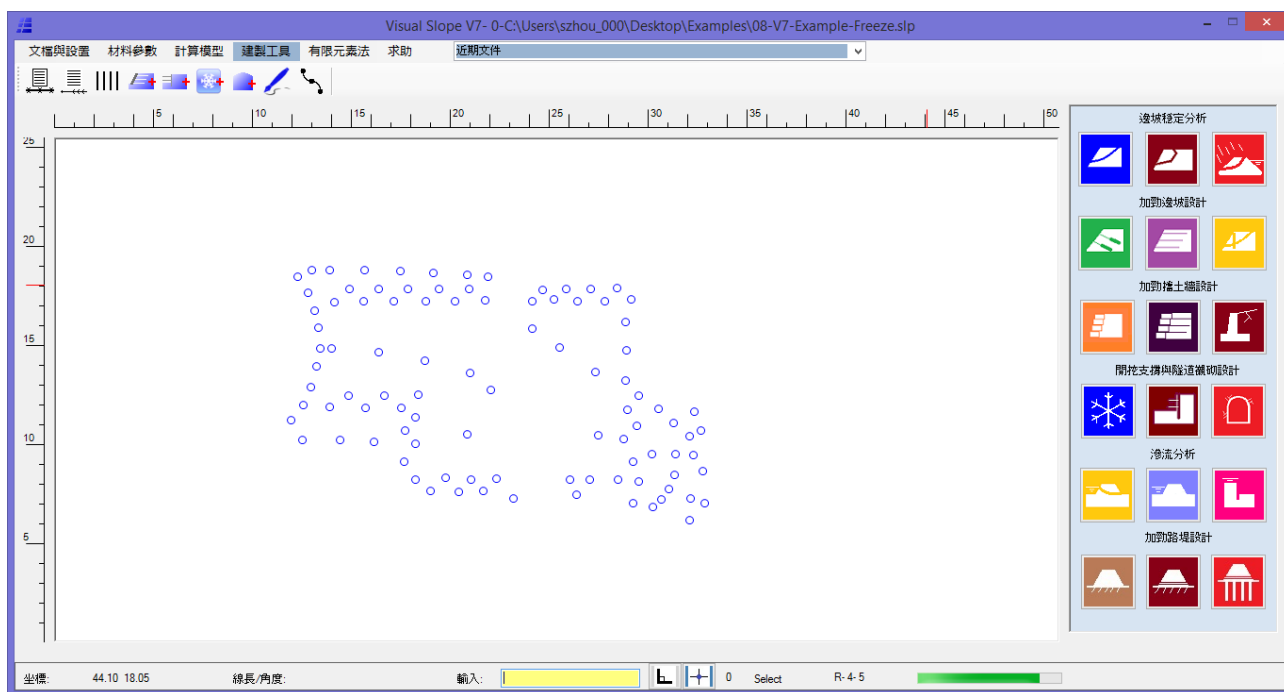 Visual Slope V7- 0-C:\Users\szhou_000\Desktop\Examples\08-V7-Example-Freeze.slp
文檔與設置 材料參數 計算模型 建製工具 有限元素法 求助 近期文件
5 10 15 20 25 30 35 40 45 50
邊坡穩定分析
25
20
加勁邊坡設計
加勁擋土牆設計
15
開挖支撐與隧道襯砌設計
10
滲流分析
5
加勁路堤設計
坐標: 44.10 18.05 線長/角度: 輸入: 0 Select R- 4- 5